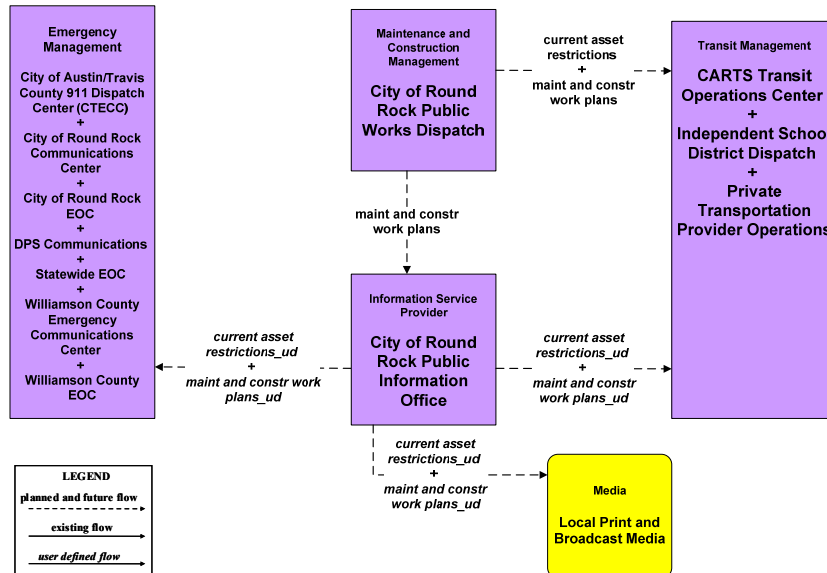 Emergency
Management
City of Austin/Travis
County 911 Dispatch
Center (CTECC)
+
City of Round Rock
Communications
Center
+
City of Round Rock
EOC
+
DPS Communications
+
Statewide EOC
+
Williamson County
Emergency
Communications
Center
+
Williamson County
EOC
Maintenance and
Construction
Management
City of Round
Rock Public
Works Dispatch
current asset
restrictions
+
maint and constr
work plans
Transit Management
CARTS Transit
Operations Center
+
Independent School
District Dispatch
+
Private
Transportation
Provider Operations
maint and constr
work plans
Information Service
Provider
City of Round
Rock Public
Information
Office
current asset
restrictions_ud
+
maint and constr work
plans_ud
current asset
restrictions_ud
+
maint and constr
work plans_ud
current asset
restrictions_ud
+
maint and constr
work plans_ud
Media
Local Print and
Broadcast Media
LEGEND
planned and future flow
existing flow
user defined flow